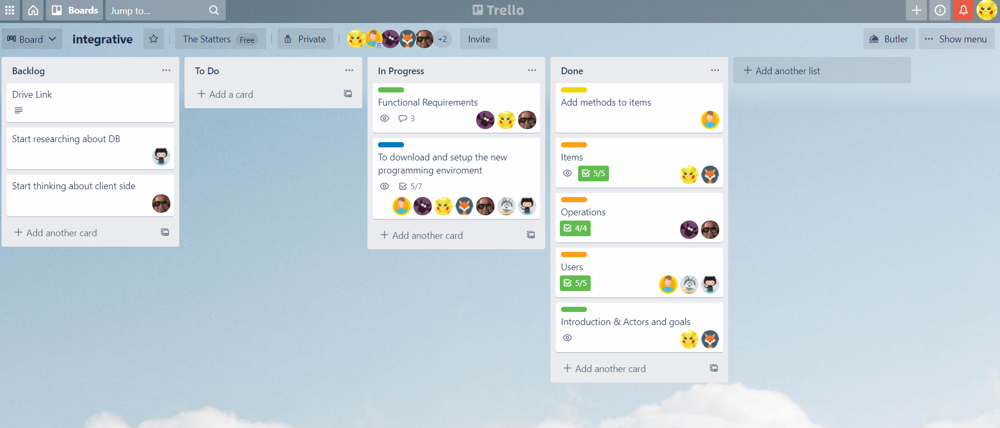 Boards
Jump to...
Trello
Board
integrative
The Statters Free
Private
+2
Invite
Butler
... Show menu
Backlog
...
Drive Link
Start researching about DB
Start thinking about client side
+ Add another card
To Do
...
+ Add a card
In Progress
...
Functional Requirements
3
To download and setup the new
programming enviroment
5/7
+ Add another card
Done
...
Add methods to items
Items
5/5
Operations
4/4
Users
5/5
Introduction & Actors and goals
+ Add another card
+ Add another list